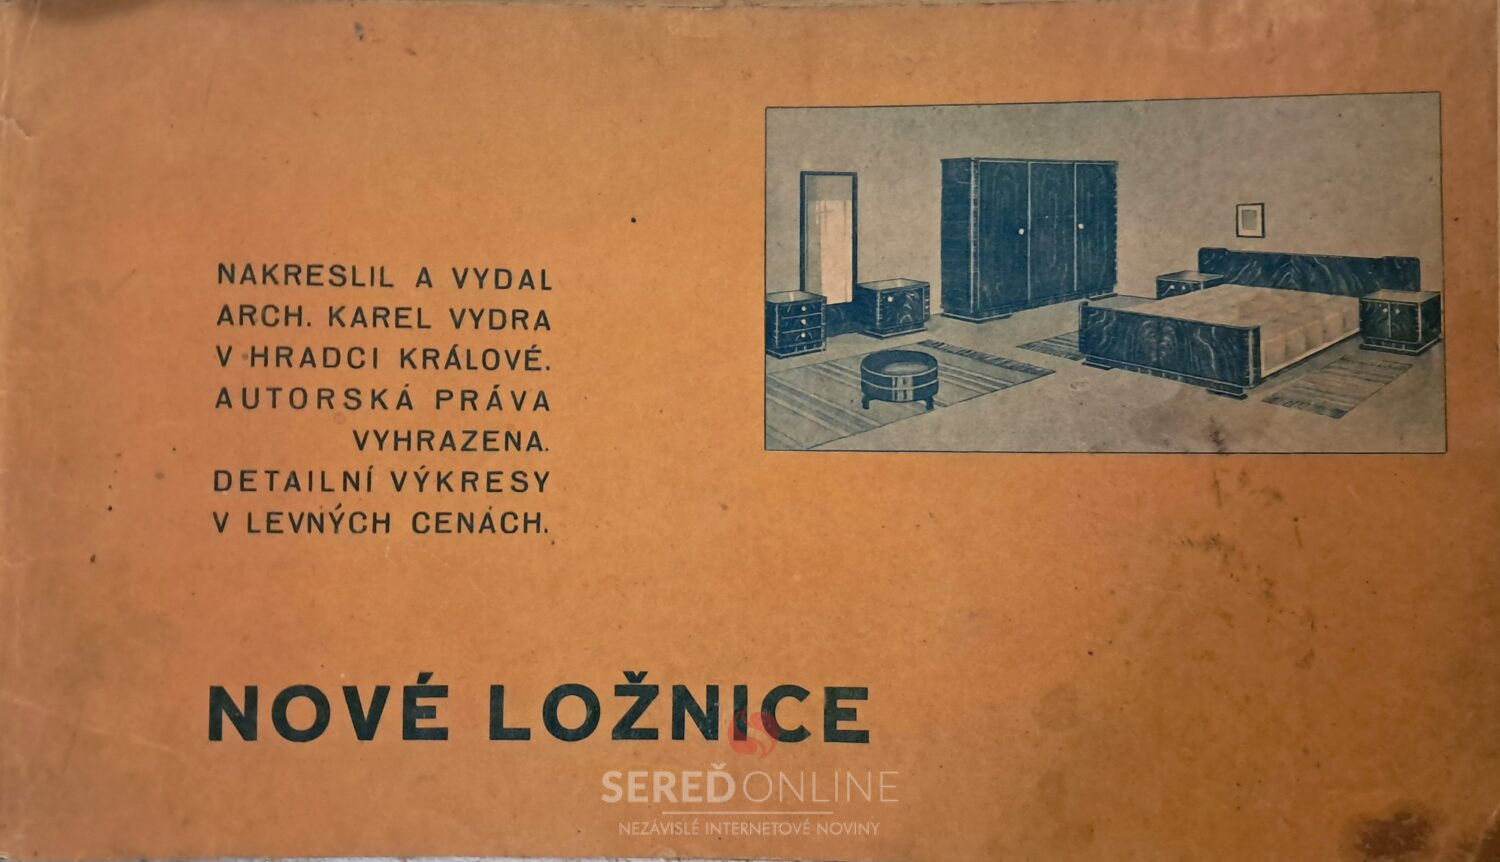 NAKRESLIL A VYDAL
ARCH. KAREL VYDRA
V HRADCI KRÁLOVÉ.
AUTORSKÁ PRÁVA
VYHRAZENA.
DETAILNÍ VÝKRESY
V LEVNÝCH CENÁCH.
NOVÉ LOŽNICE
SEREĎONLINE
NEZÁVISLÉ INTERNETOVÉ NOVINY